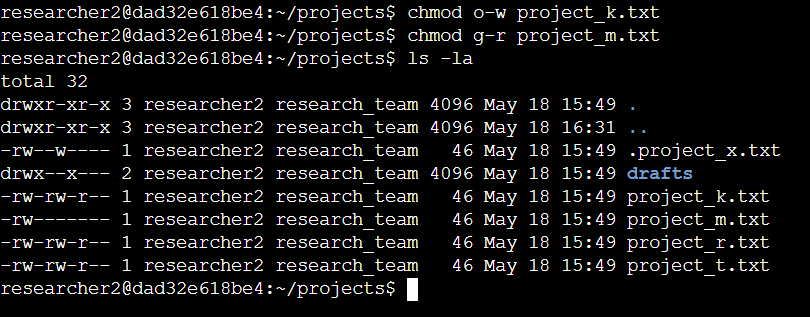 researcher2@dad32e618be4:~/projects$ chmod o-w project_k.txt
researcher2@dad32e618be4:~/projects$ chmod g-r project_m.txt
researcher2@dad32e618be4:~/projects$ ls -la
total 32
drwxr-xr-x 3 researcher2 research_team 4096 May 18 15:49 .
drwxr-xr-x 3 researcher2 research_team 4096 May 18 16:31 ..
-rw--w---- 1 researcher2 research_team   46 May 18 15:49 .project_x.txt
drwx--x--- 2 researcher2 research_team 4096 May 18 15:49 drafts
-rw-rw-r-- 1 researcher2 research_team   46 May 18 15:49 project_k.txt
-rw------- 1 researcher2 research_team   46 May 18 15:49 project_m.txt
-rw-rw-r-- 1 researcher2 research_team   46 May 18 15:49 project_r.txt
-rw-rw-r-- 1 researcher2 research_team   46 May 18 15:49 project_t.txt
researcher2@dad32e618be4:~/projects$